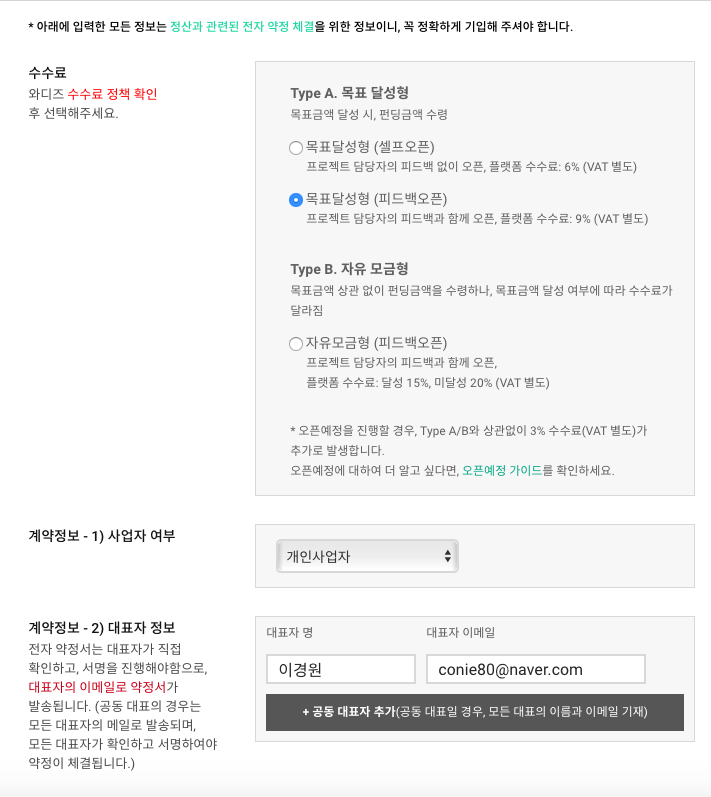 * 아래에 입력한 모든 정보는 정산과 관련된 전자 약정 체결을 위한 정보이니, 꼭 정확하게 기입해 주셔야 합니다.
수수료
와디즈 수수료 정책 확인
후 선택해주세요.
Type A. 목표 달성형
목표금액 달성 시, 펀딩금액 수령
목표달성형 (셀프오픈)
프로젝트 담당자의 피드백 없이 오픈, 플랫폼 수수료: 6% (VAT 별도)
목표달성형 (피드백오픈)
프로젝트 담당자의 피드백과 함께 오픈, 플랫폼 수수료: 9% (VAT 별도)
Type B. 자유 모금형
목표금액 상관 없이 펀딩금액을 수령하나, 목표금액 달성 여부에 따라 수수료가
달라짐
자유모금형 (피드백오픈)
프로젝트 담당자의 피드백과 함께 오픈,
플랫폼 수수료: 달성 15%, 미달성 20% (VAT 별도)
* 오픈예정을 진행할 경우, Type A/B와 상관없이 3% 수수료(VAT 별도)가
추가로 발생합니다.
오픈예정에 대하여 더 알고 싶다면, 오픈예정 가이드를 확인하세요.
계약정보 - 1) 사업자 여부
개인사업자
계약정보 - 2) 대표자 정보
전자 약정서는 대표자가 직접
확인하고, 서명을 진행해야함으로,
대표자의 이메일로 약정서가
발송됩니다. (공동 대표의 경우는
모든 대표자의 메일로 발송되며,
모든 대표자가 확인하고 서명하여야
약정이 체결됩니다.)
대표자 명
대표자 이메일
이경원
conie80@naver.com
+ 공동 대표자 추가(공동 대표일 경우, 모든 대표의 이름과 이메일 기재)